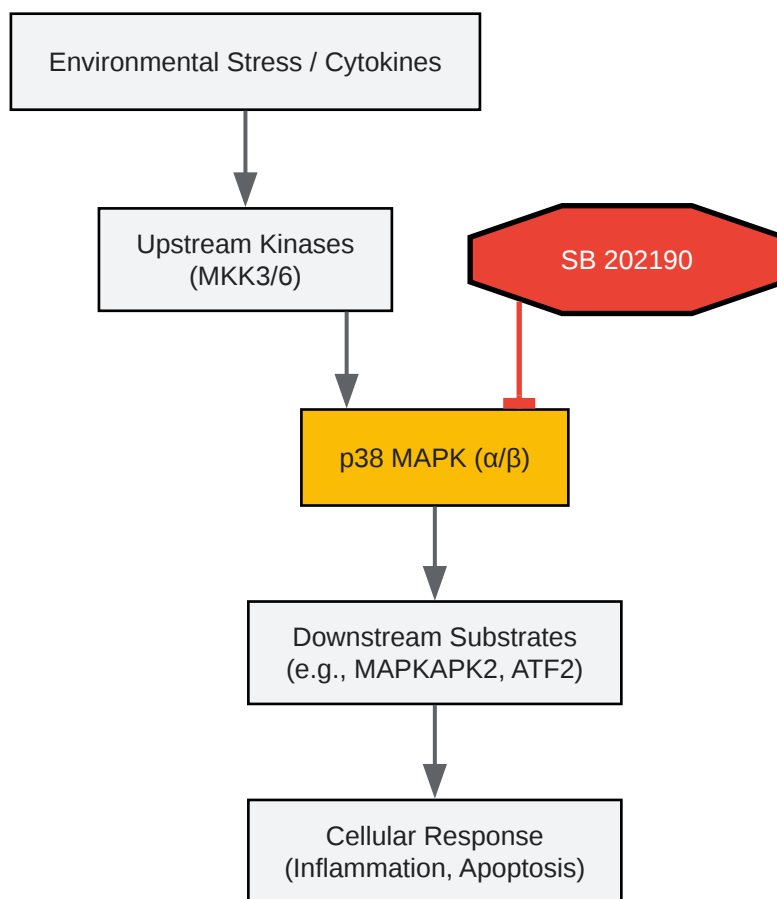 Environmental Stress / Cytokines
Upstream Kinases
(MKK3/6)
SB 202190
p38 MAPK (α/β)
Downstream Substrates
(e.g., MAPKAPK2, ATF2)
Cellular Response
(Inflammation, Apoptosis)